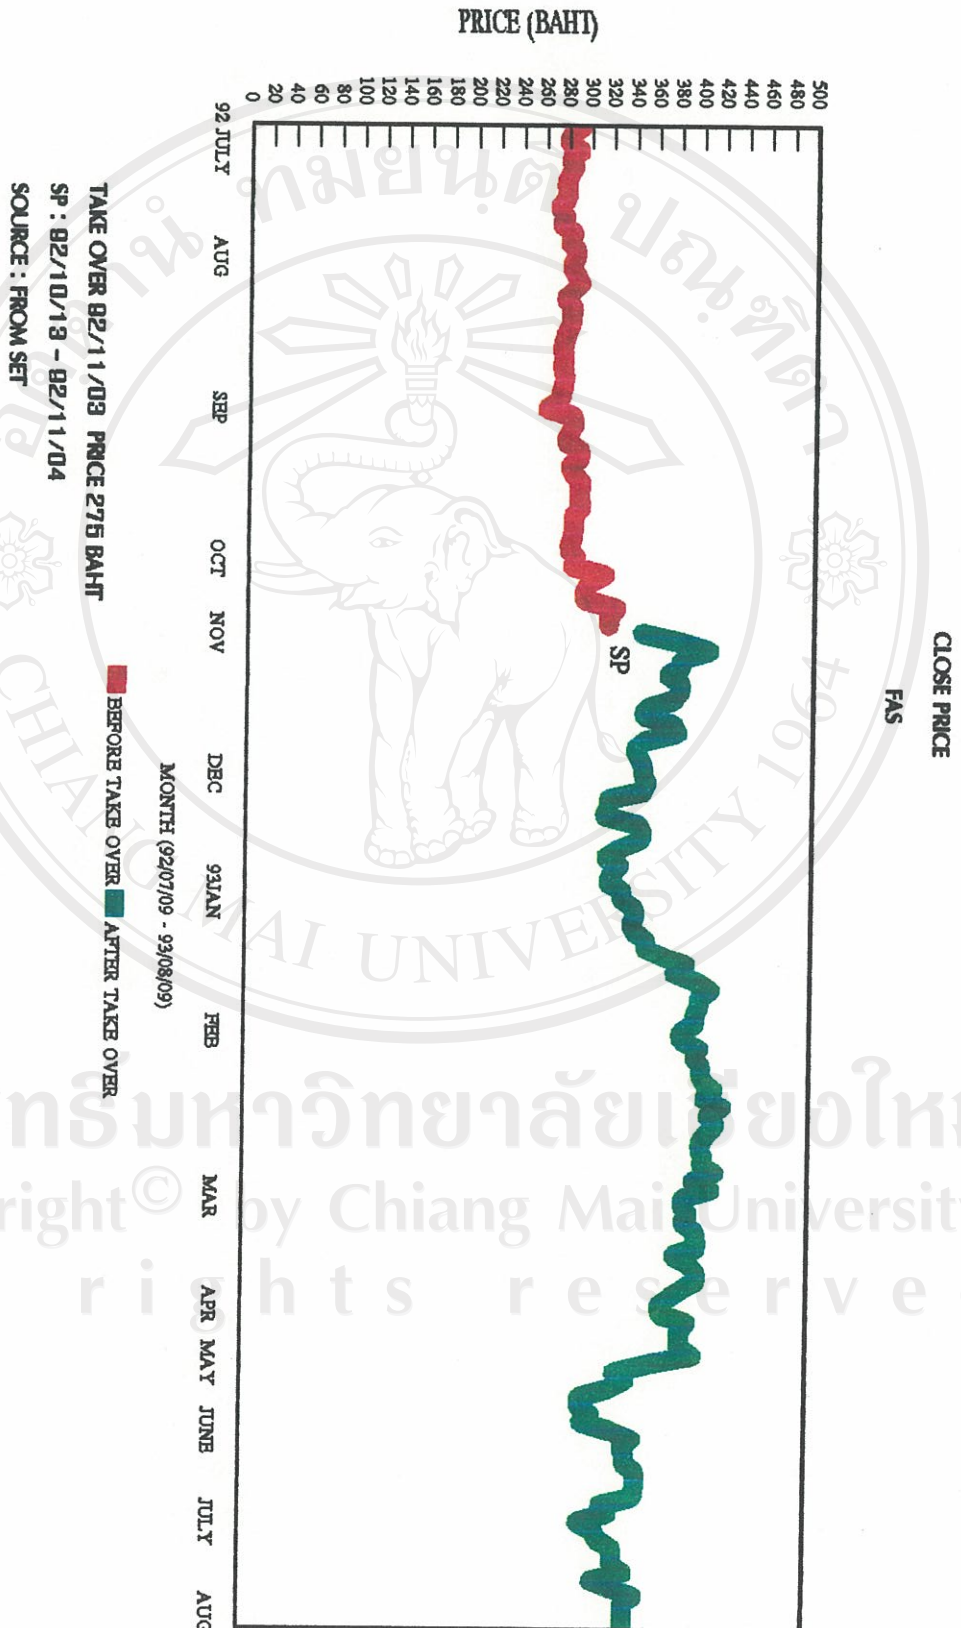 CLOSE PRICE
FAS
PRICE (BAHT)
500
480
460
440
420
400
380
360
340
320
300
280
260
240
220
200
180
160
140
120
100
80
60
40
20
0
SP
92 JULY AUG SEP OCT NOV DEC 93JAN FEB MAR APR MAY JUNE JULY AUG
MONTH (92/07/09 - 93/08/09)
BEFORE TAKE OVER AFTER TAKE OVER
TAKE OVER 92/11/03 PRICE 275 BAHT
SP : 92/10/13 - 92/11/04
SOURCE : FROM SET
CHIANG MAI UNIVERSITY 1964
มหาวิทยาลัยเชียงใหม่
by Chiang Mai University
rights reserve